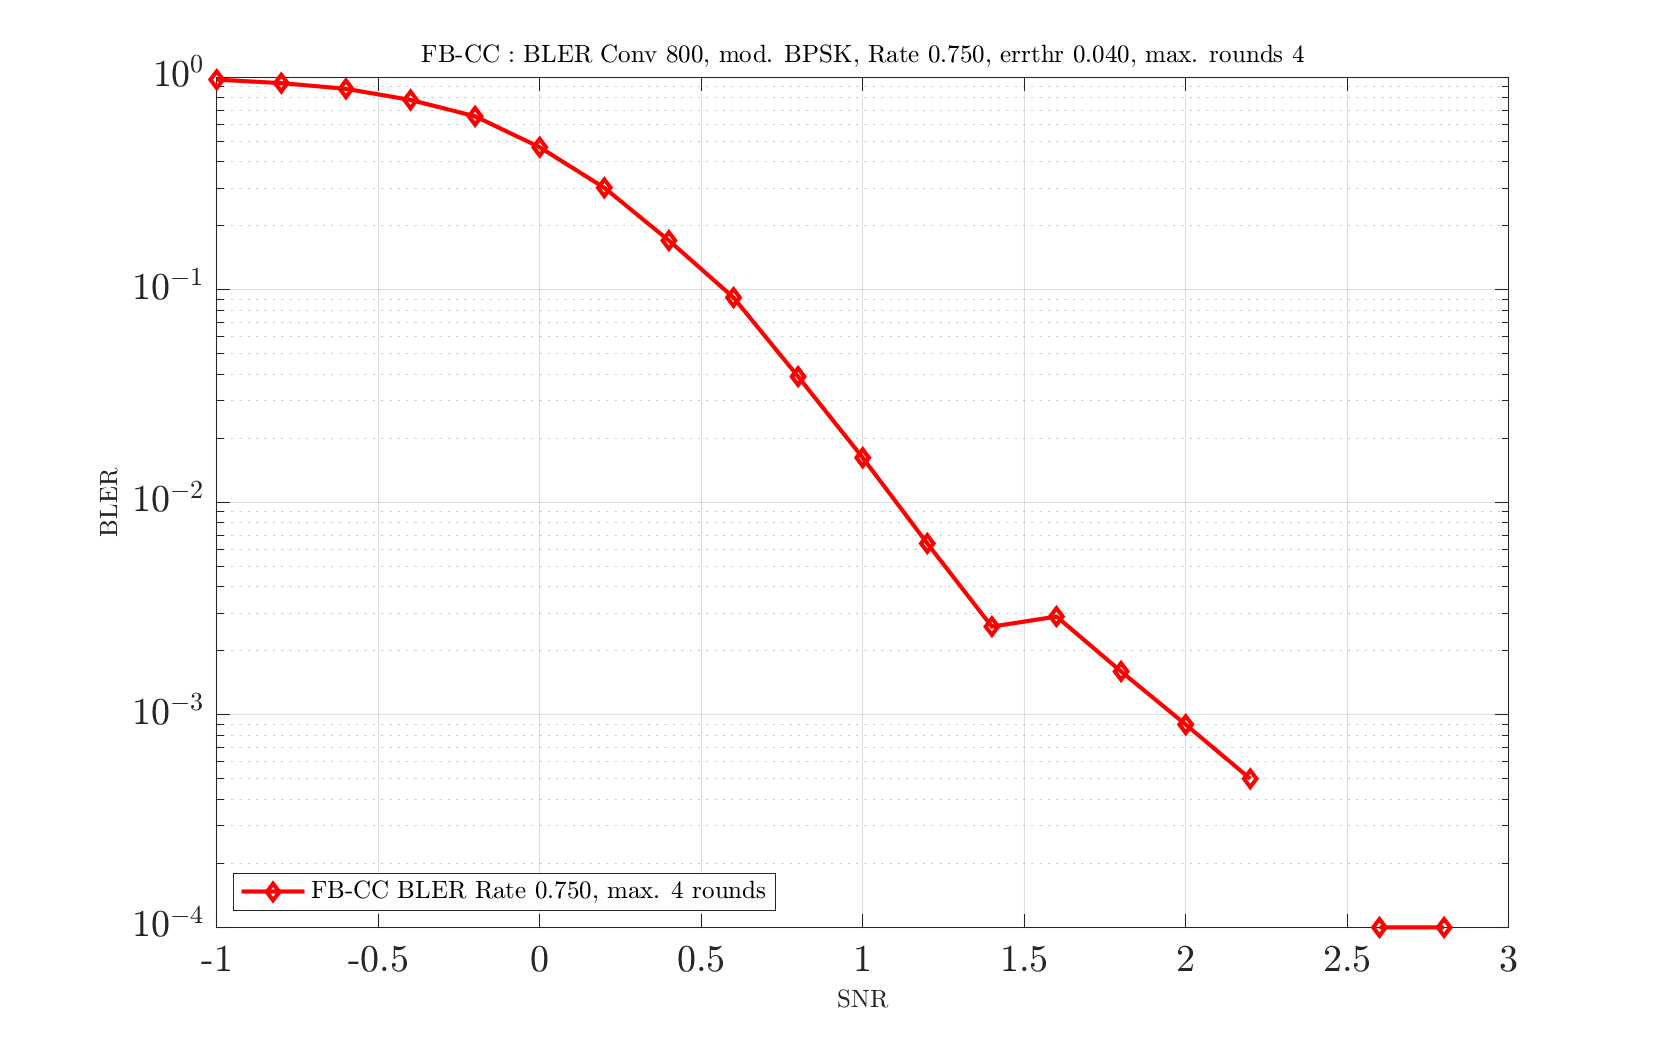 FB-CC : BLER Conv 800, mod. BPSK, Rate 0.750, errthr 0.040, max. rounds 4
10^0
10^{-1}
10^{-2}
10^{-3}
10^{-4}
BLER
FB-CC BLER Rate 0.750, max. 4 rounds
-1 -0.5 0 0.5 1 1.5 2 2.5 3
SNR